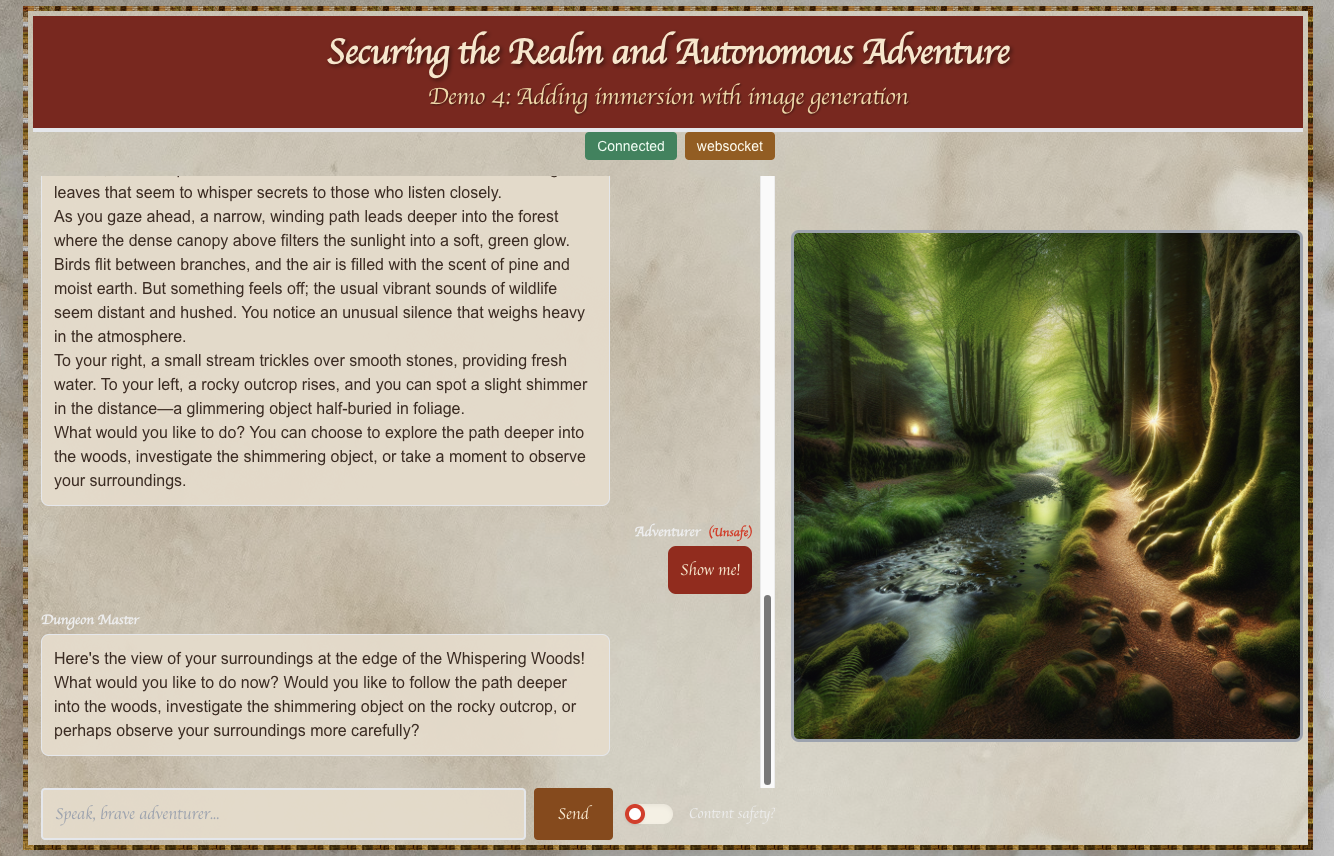 Securing the Realm and Autonomous Adventure
Demo 4: Adding immersion with image generation
Connected
websocket
leaves that seem to whisper secrets to those who listen closely.
As you gaze ahead, a narrow, winding path leads deeper into the forest
where the dense canopy above filters the sunlight into a soft, green glow.
Birds flit between branches, and the air is filled with the scent of pine and
moist earth. But something feels off; the usual vibrant sounds of wildlife
seem distant and hushed. You notice an unusual silence that weighs heavy
in the atmosphere.
To your right, a small stream trickles over smooth stones, providing fresh
water. To your left, a rocky outcrop rises, and you can spot a slight shimmer
in the distance—a glimmering object half-buried in foliage.
What would you like to do? You can choose to explore the path deeper into
the woods, investigate the shimmering object, or take a moment to observe
your surroundings.
Adventurer (Unsafe)
Show me!
Dungeon Master
Here's the view of your surroundings at the edge of the Whispering Woods!
What would you like to do now? Would you like to follow the path deeper
into the woods, investigate the shimmering object on the rocky outcrop, or
perhaps observe your surroundings more carefully?
Speak, brave adventurer...
Send
Content safety?